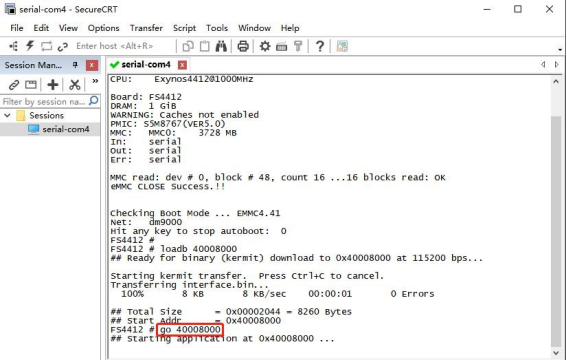 serial-com4 - SecureCRT
File Edit View Options Transfer Script Tools Window Help
Enter host <Alt+R>
Session Man...
serial-com4
Filter by session na...
Sessions
serial-com4
CPU: Exynos4412@1000MHz
Board: FS4412
DRAM: 1 GiB
WARNING: Caches not enabled
PMIC: S5M8767(VER5.0)
MMC: MMC0: 3728 MB
In: serial
Out: serial
Err: serial
MMC read: dev # 0, block # 48, count 16 ...16 blocks read: OK
eMMC CLOSE Success.!!
Checking Boot Mode ... EMMC4.41
Net: dm9000
Hit any key to stop autoboot: 0
FS4412 #
FS4412 # loadb 40008000
## Ready for binary (kermit) download to 0x40008000 at 115200 bps...
Starting kermit transfer. Press Ctrl+C to cancel.
Transferring interface.bin...
100% 8 KB 8 KB/sec 00:00:01 0 Errors
## Total Size = 0x00002044 = 8260 Bytes
## Start Addr = 0x40008000
FS4412 # go 40008000
## Starting application at 0x40008000 ...